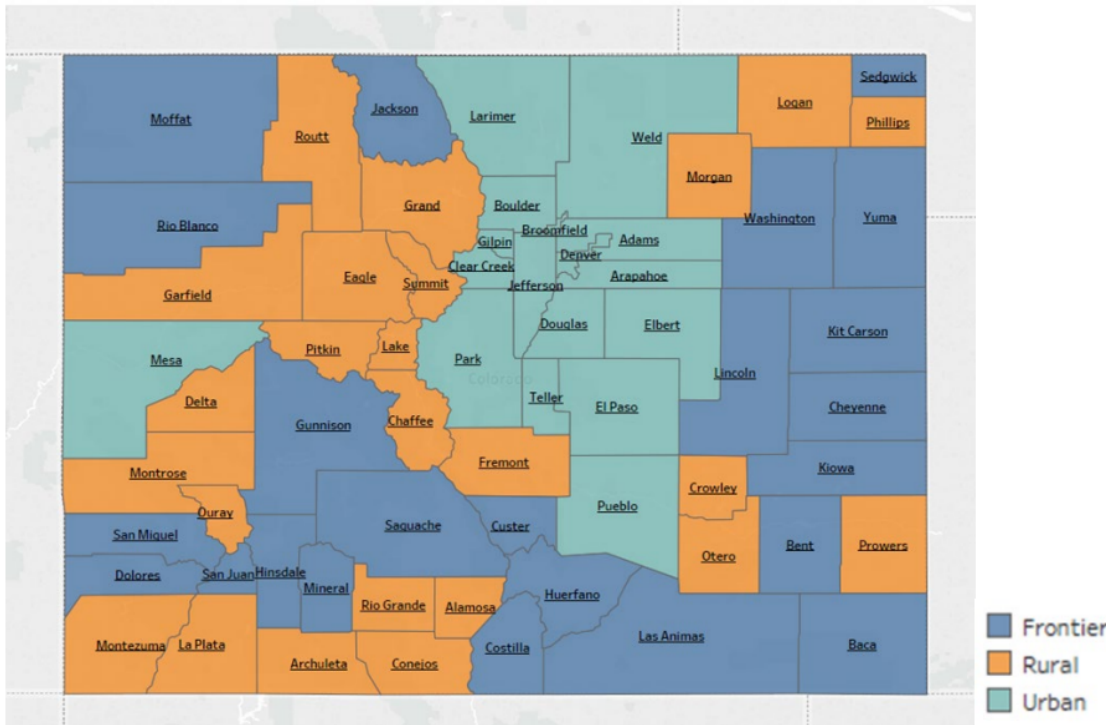 Sedgwick
Logan
Jackson
Larimer
Moffat
Phillips
Weld
Routt
Morgan
Grand
Boulder
Washington
Yuma
Rio Blanco
Broomfield
Gilpin
Adams
Denver
Clear Creek
Arapahoe
Eagle
Summit
Jefferson
Garfield
Douglas
Elbert
Kit Carson
Mesa
Pitkin
Lake
Park
Lincoln
Colorado
Delta
Teller
El Paso
Cheyenne
Gunnison
Chaffee
Fremont
Kiowa
Montrose
Crowley
Pueblo
Ouray
Saguache
Custer
San Miguel
Bent
Prowers
Otero
Dolores
San Juan
Hinsdale
Mineral
Huerfano
Rio Grande
Alamosa
Montezuma
La Plata
Las Animas
Baca
Costilla
Archuleta
Conejos
Frontier
Rural
Urban